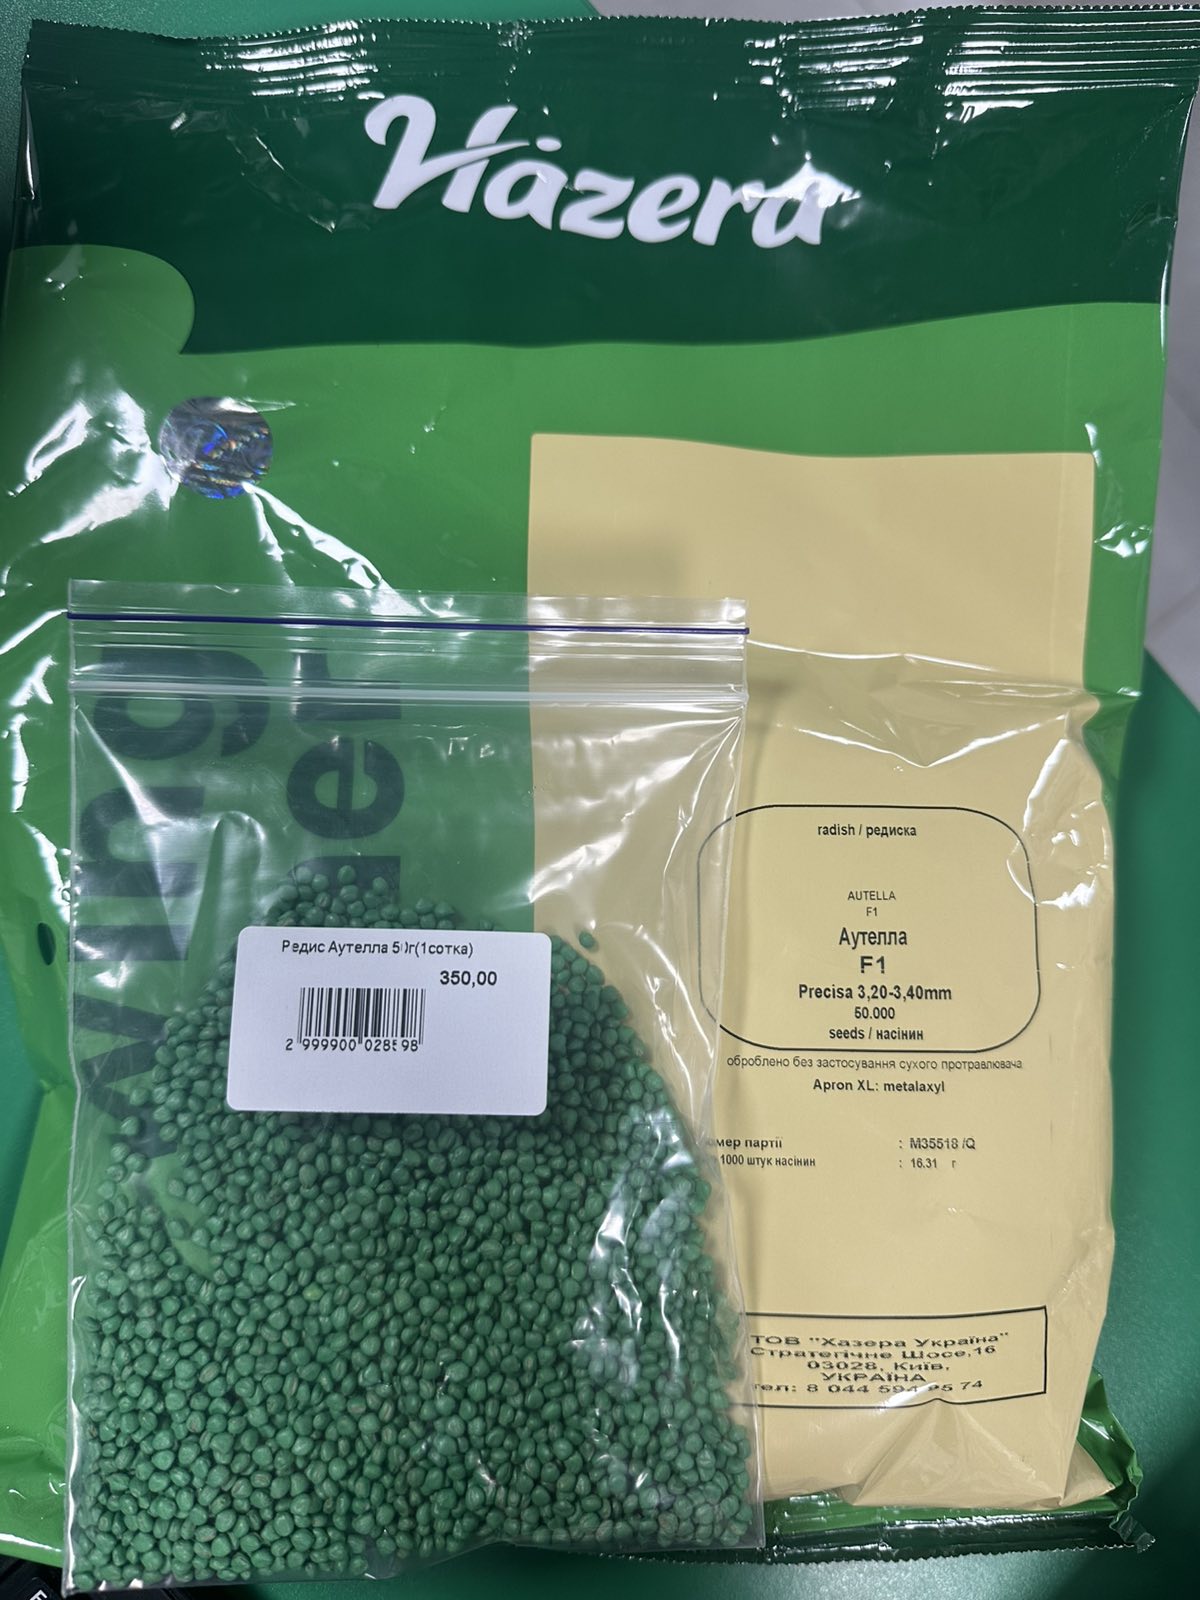 Hazera
radish / редиска
AUTELLA
F1
Аутелла
F1
Precisa 3,20-3,40mm
50.000
seeds / насінин
оброблено без застосування сухого протравлювача
Apron XL: metalaxyl
омер партії : M35518 /Q
1000 штук насінин : 16.31 г
ТОВ "Хазера Україна"
Стратегічне Шосе,16
03028, Київ,
УКРАЇНА
тел: 8 044 594 95 74
Редис Аутелла 50г(1сотка)
350,00
2 999900 028598